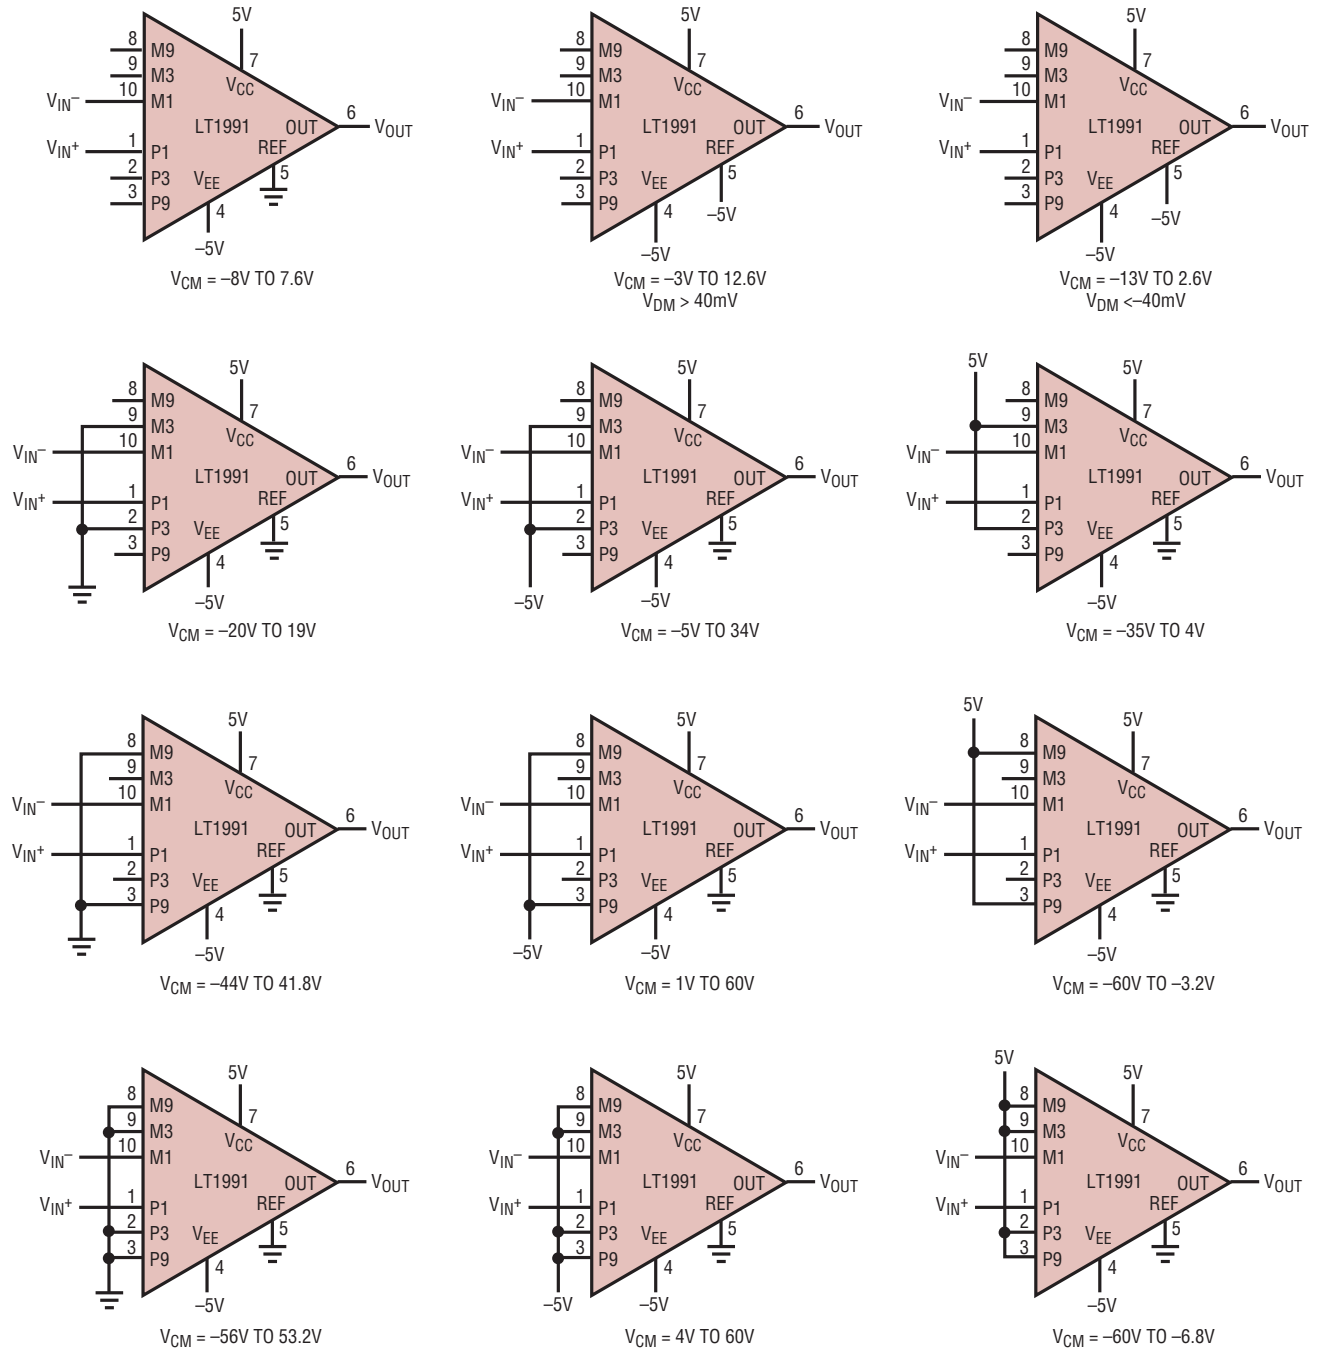 5V
8
M9
7
9
M3
VCC
VIN–
10
M1
LT1991
OUT
6
VOUT
VIN+
1
P1
REF
2
P3
VEE
5
3
P9
4
–5V
VCM = –8V TO 7.6V
5V
8
M9
7
9
M3
VCC
VIN–
10
M1
LT1991
OUT
6
VOUT
VIN+
1
P1
REF
2
P3
VEE
5
3
P9
4
–5V
–5V
VCM = –3V TO 12.6V
VDM > 40mV
5V
8
M9
7
9
M3
VCC
VIN–
10
M1
LT1991
OUT
6
VOUT
VIN+
1
P1
REF
2
P3
VEE
5
3
P9
4
–5V
–5V
VCM = –13V TO 2.6V
VDM <–40mV
5V
8
M9
7
9
M3
VCC
VIN–
10
M1
LT1991
OUT
6
VOUT
VIN+
1
P1
REF
2
P3
VEE
5
3
P9
4
–5V
VCM = –20V TO 19V
5V
8
M9
7
9
M3
VCC
VIN–
10
M1
LT1991
OUT
6
VOUT
VIN+
1
P1
REF
2
P3
VEE
5
3
P9
4
–5V
–5V
VCM = –5V TO 34V
5V
5V
8
M9
7
9
M3
VCC
VIN–
10
M1
LT1991
OUT
6
VOUT
VIN+
1
P1
REF
2
P3
VEE
5
3
P9
4
–5V
VCM = –35V TO 4V
5V
8
M9
7
9
M3
VCC
VIN–
10
M1
LT1991
OUT
6
VOUT
VIN+
1
P1
REF
2
P3
VEE
5
3
P9
4
–5V
VCM = –44V TO 41.8V
5V
8
M9
7
9
M3
VCC
VIN–
10
M1
LT1991
OUT
6
VOUT
VIN+
1
P1
REF
2
P3
VEE
5
3
P9
4
–5V
–5V
VCM = 1V TO 60V
5V
5V
8
M9
7
9
M3
VCC
VIN–
10
M1
LT1991
OUT
6
VOUT
VIN+
1
P1
REF
2
P3
VEE
5
3
P9
4
–5V
VCM = –60V TO –3.2V
5V
8
M9
7
9
M3
VCC
VIN–
10
M1
LT1991
OUT
6
VOUT
VIN+
1
P1
REF
2
P3
VEE
5
3
P9
4
–5V
VCM = –56V TO 53.2V
5V
8
M9
7
9
M3
VCC
VIN–
10
M1
LT1991
OUT
6
VOUT
VIN+
1
P1
REF
2
P3
VEE
5
3
P9
4
–5V
–5V
VCM = 4V TO 60V
5V
5V
8
M9
7
9
M3
VCC
VIN–
10
M1
LT1991
OUT
6
VOUT
VIN+
1
P1
REF
2
P3
VEE
5
3
P9
4
–5V
VCM = –60V TO –6.8V